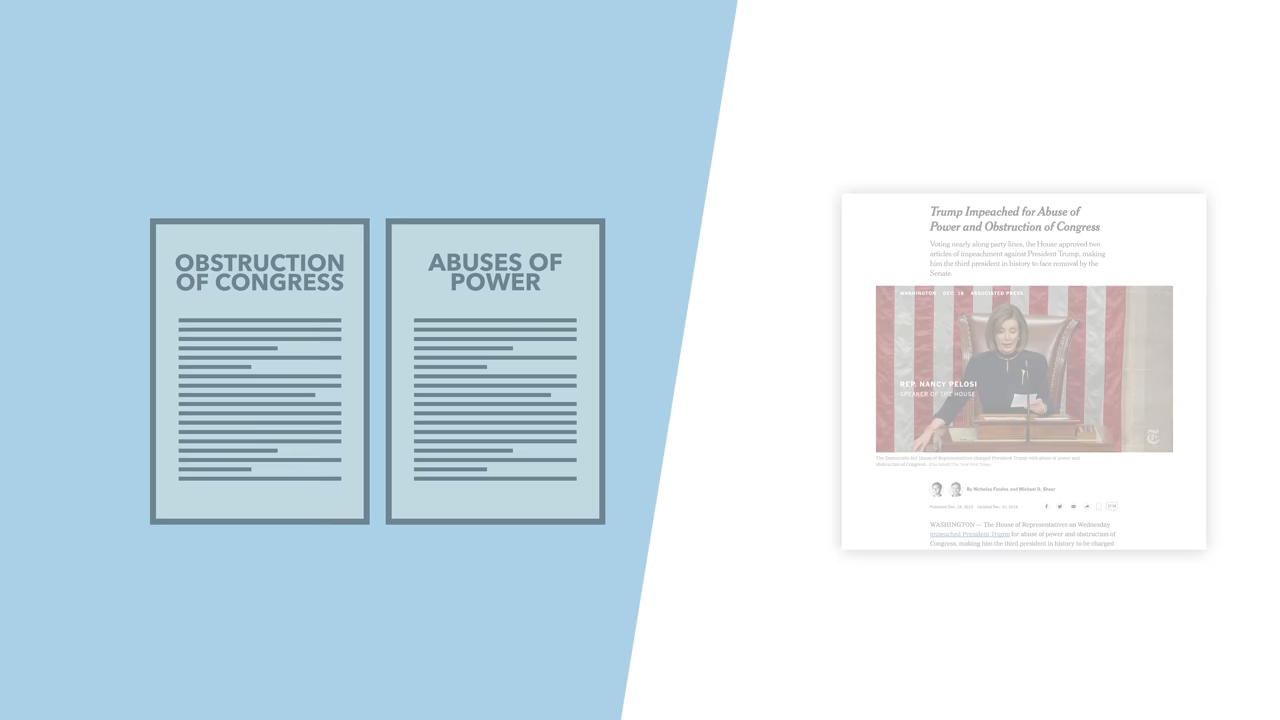 OBSTRUCTION
OF CONGRESS
ABUSES OF
POWER
Trump Impeached for Abuse of
Power and Obstruction of Congress
Voting nearly along party lines, the House approved two
articles of impeachment against President Trump, making
him the third president in history to face removal by the
Senate.
WASHINGTON DEC. 18 ASSOCIATED PRESS
REP. NANCY PELOSI
SPEAKER OF THE HOUSE
The Democratic-led House of Representatives charged President Trump with abuse of power and
obstruction of Congress.
By Nicholas Fandos and Michael D. Shear
Published Dec. 18, 2019 Updated Dec.
WASHINGTON — The House of Representatives on Wednesday
impeached President Trump for abuse of power and obstruction of
Congress, making him the third president in history to be charged